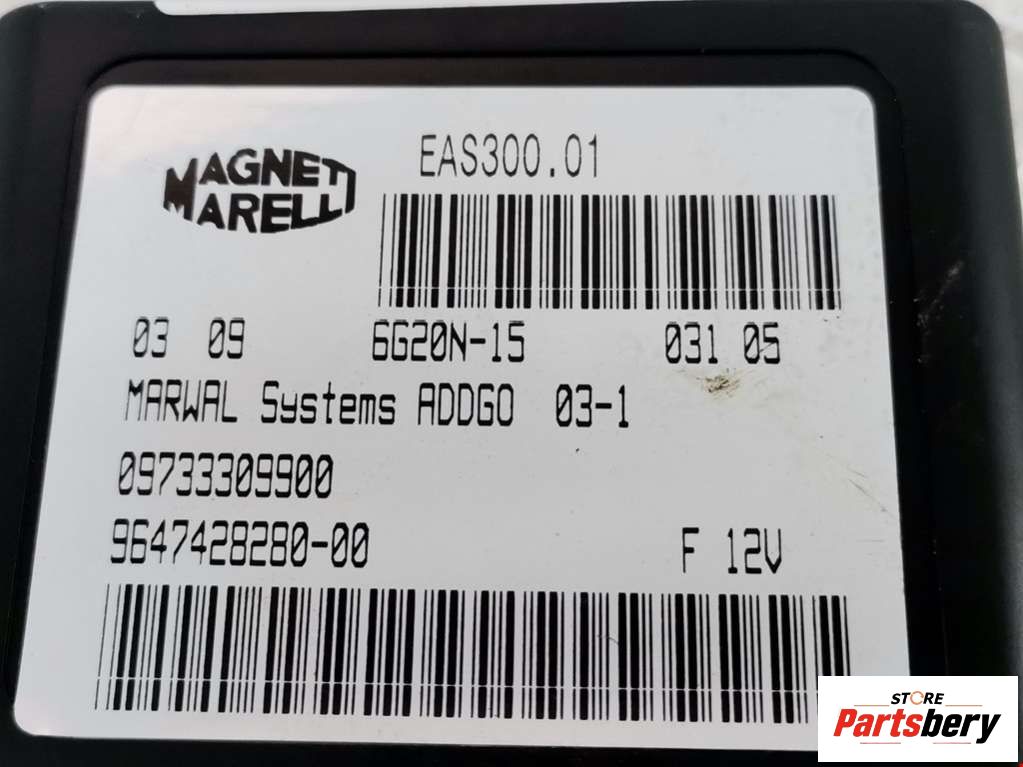 EAS300.01
MAGNETI
MARELLI
03 09 6G20N-15 031 05
MARWAL Systems ADDGO 03-1
09733309900
9647428280-00 F 12V
STORE
Partsbery